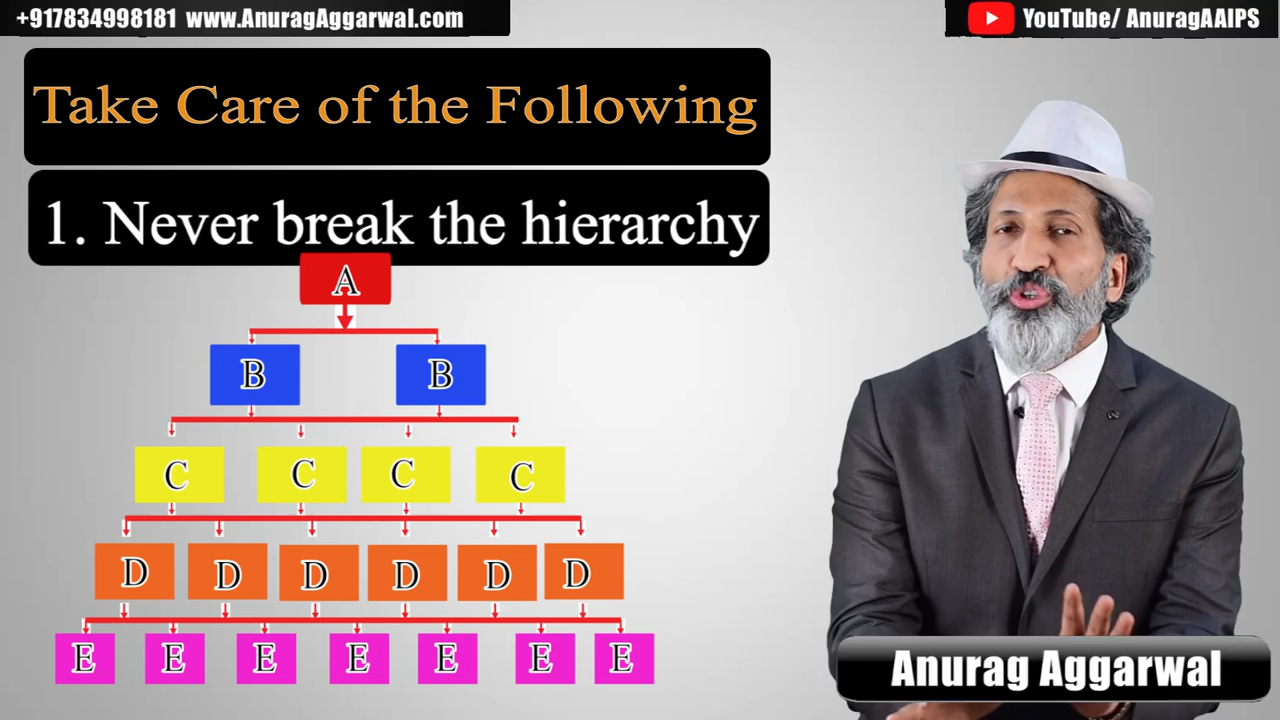 +917834998181 www.AnuragAggarwal.com
YouTube/ AnuragAAIPS
Take Care of the Following
1. Never break the hierarchy
A
B B
C C C C
D D D D D D
E E E E E E E
Anurag Aggarwal